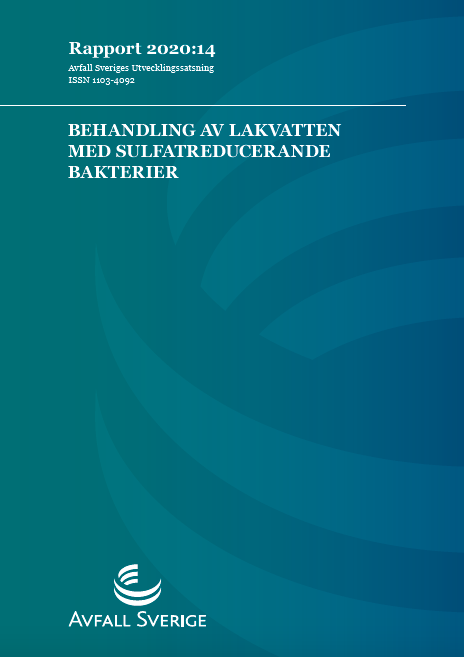 Rapport 2020:14
Avfall Sveriges Utvecklingssatsning
ISSN 1103-4092
BEHANDLING AV LAKVATTEN
MED SULFATREDUCERANDE
BAKTERIER
AVFALL SVERIGE